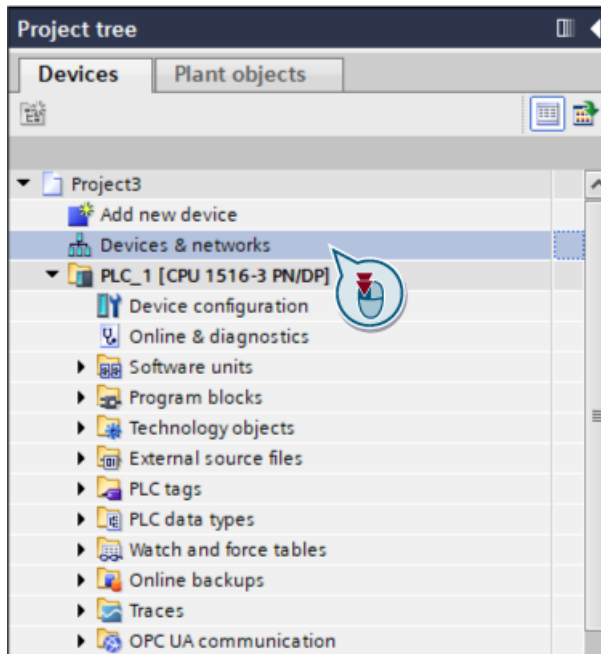 Project tree
Devices
Plant objects
Project3
Add new device
Devices & networks
PLC_1 [CPU 1516-3 PN/DP]
Device configuration
Online & diagnostics
Software units
Program blocks
Technology objects
External source files
PLC tags
PLC data types
Watch and force tables
Online backups
Traces
OPC UA communication